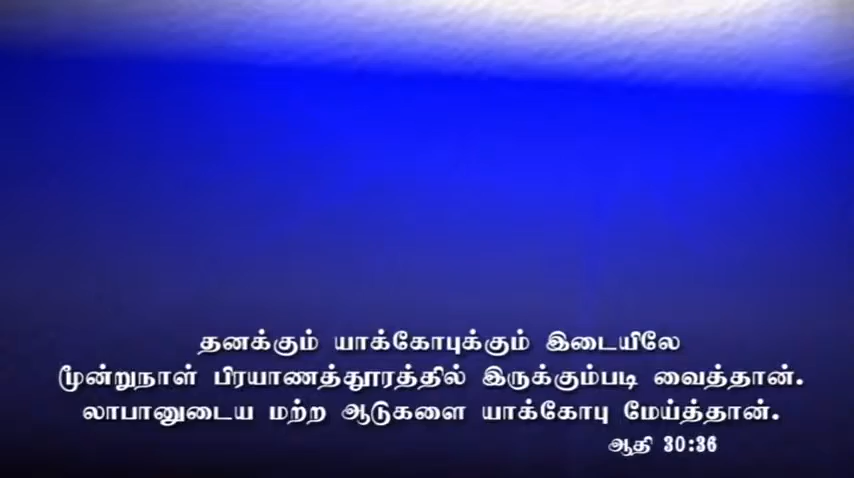 தனக்கும் யாக்கோபுக்கும் இடையிலே
மூன்றுநாள் பிரயாணத்தூரத்தில் இருக்கும்படி வைத்தான்.
லாபானுடைய மற்ற ஆடுகளை யாக்கோபு மேய்த்தான்.
ஆதி 30:36